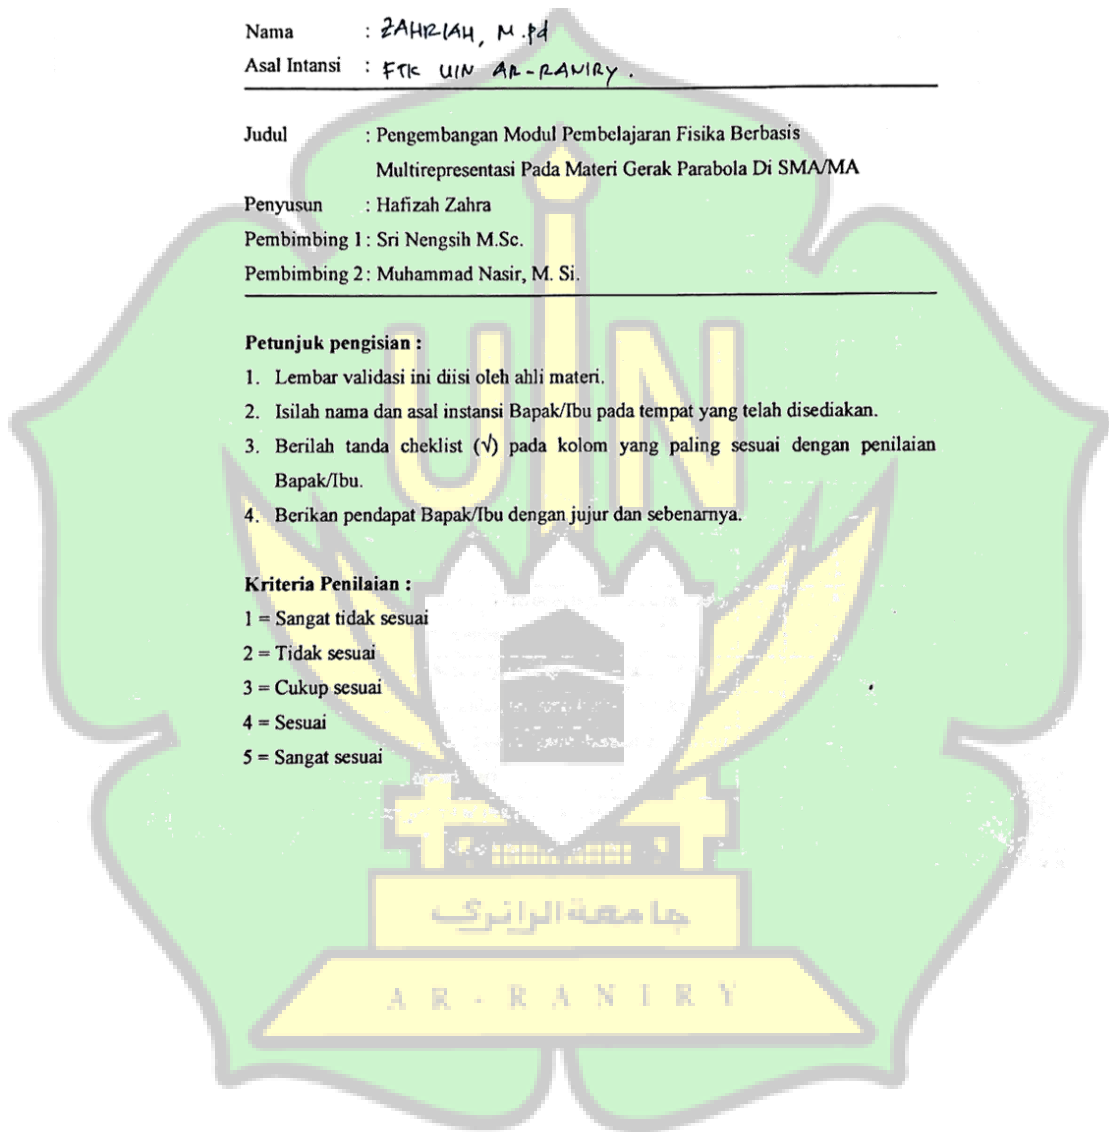 Nama : ZAHRIAH, M.Pd
Asal Intansi : FTK UIN AR-RANIRY.
Judul : Pengembangan Modul Pembelajaran Fisika Berbasis
Multirepresentasi Pada Materi Gerak Parabola Di SMA/MA
Penyusun : Hafizah Zahra
Pembimbing 1 : Sri Nengsih M.Sc.
Pembimbing 2 : Muhammad Nasir, M. Si.
Petunjuk pengisian :
1. Lembar validasi ini diisi oleh ahli materi.
2. Isilah nama dan asal instansi Bapak/Ibu pada tempat yang telah disediakan.
3. Berilah tanda cheklist (√) pada kolom yang paling sesuai dengan penilaian
Bapak/Ibu.
4. Berikan pendapat Bapak/Ibu dengan jujur dan sebenarnya.
Kriteria Penilaian :
1 = Sangat tidak sesuai
2 = Tidak sesuai
3 = Cukup sesuai
4 = Sesuai
5 = Sangat sesuai
UIN
جامعة الرانري
AR-RANIRY